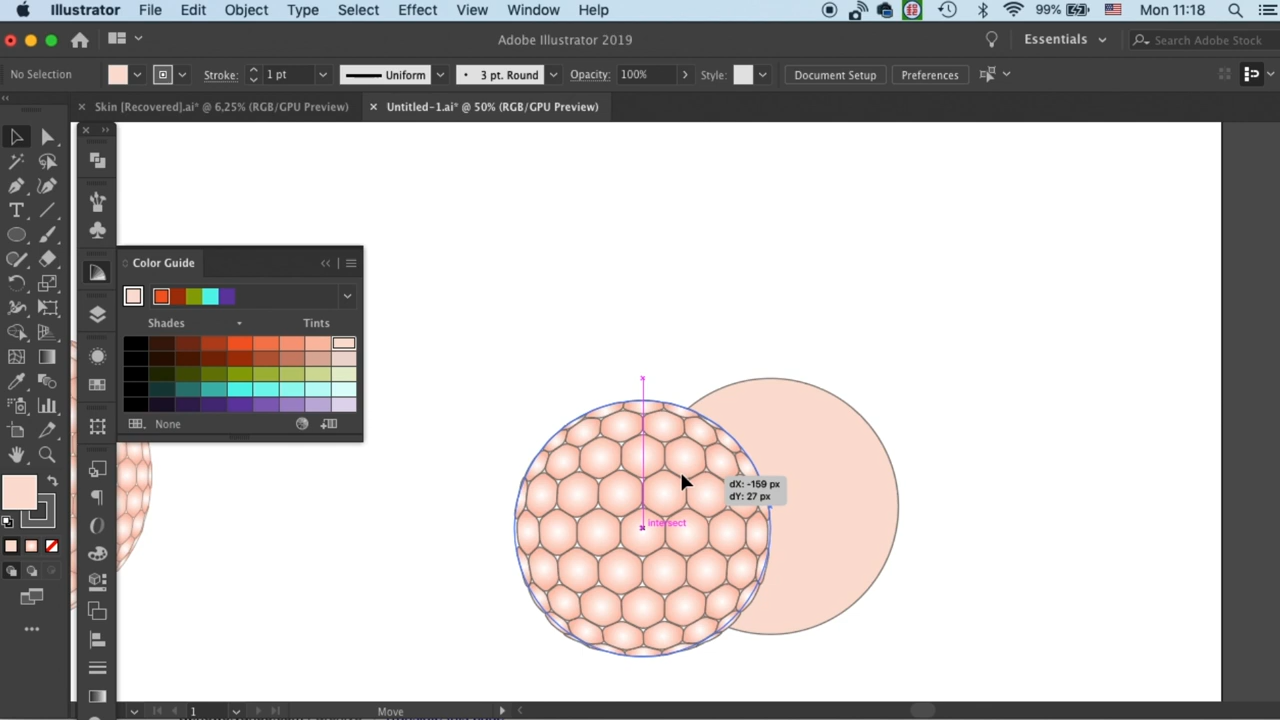 Illustrator File Edit Object Type Select Effect View Window Help 99% Mon 11:18
Adobe Illustrator 2019 Essentials Search Adobe Stock
No Selection Stroke: 1 pt Uniform • 3 pt. Round Opacity: 100% Style: Document Setup Preferences
Skin [Recovered].ai* @ 6,25% (RGB/GPU Preview) Untitled-1.ai* @ 50% (RGB/GPU Preview)
Color Guide
Shades Tints
None
dX: -159 px
dY: 27 px
intersect
1 Move